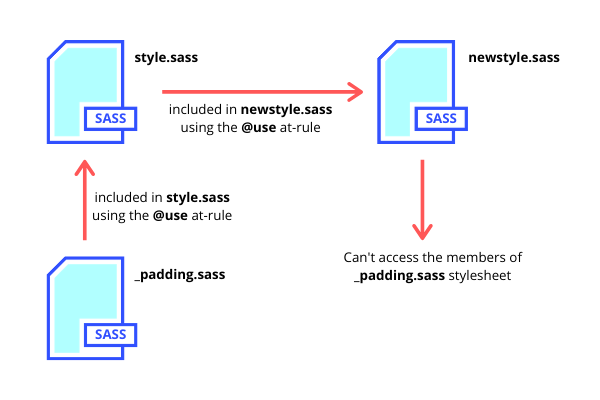 style.sass
newstyle.sass
SASS
SASS
included in newstyle.sass
using the @use at-rule
included in style.sass
using the @use at-rule
Can't access the members of
_padding.sass stylesheet
_padding.sass
SASS